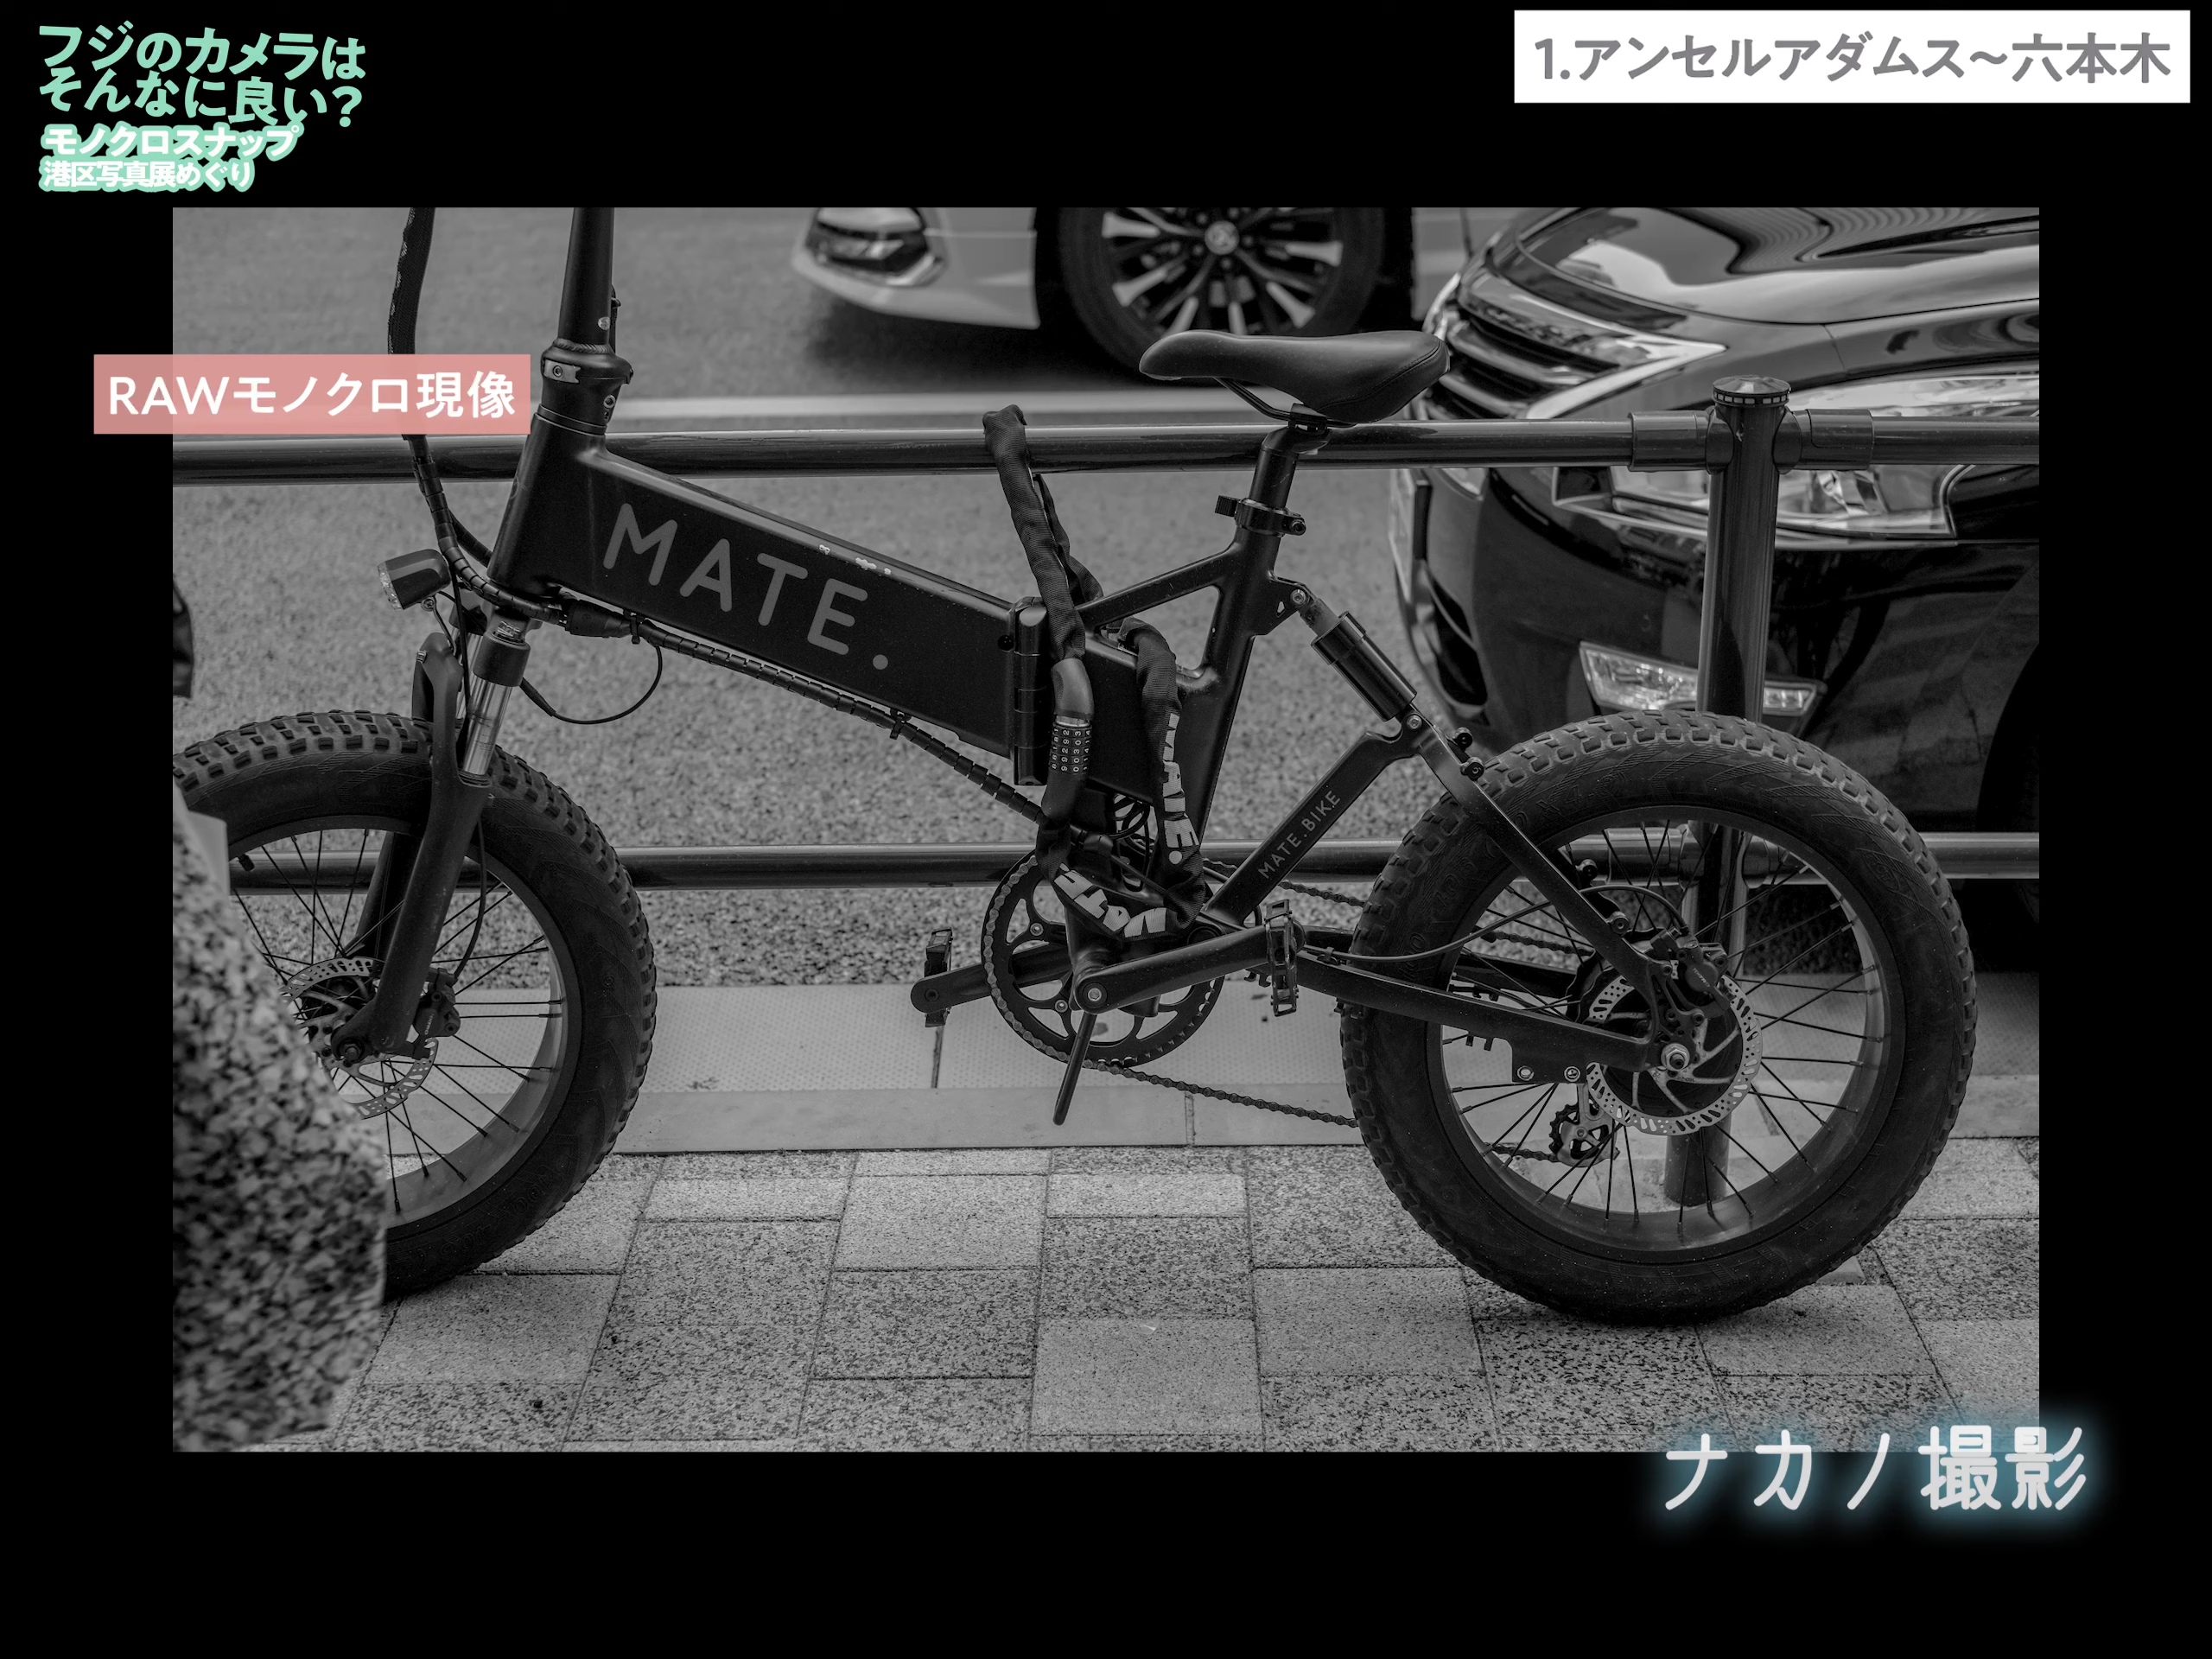 フジのカメラは
そんなに良い?
モノクロスナップ
港区写真展めぐり
1.アンセルアダムス〜六本木
RAWモノクロ現像
MATE.
MATE.
MATE.BIKE
MATE
ナカノ撮影